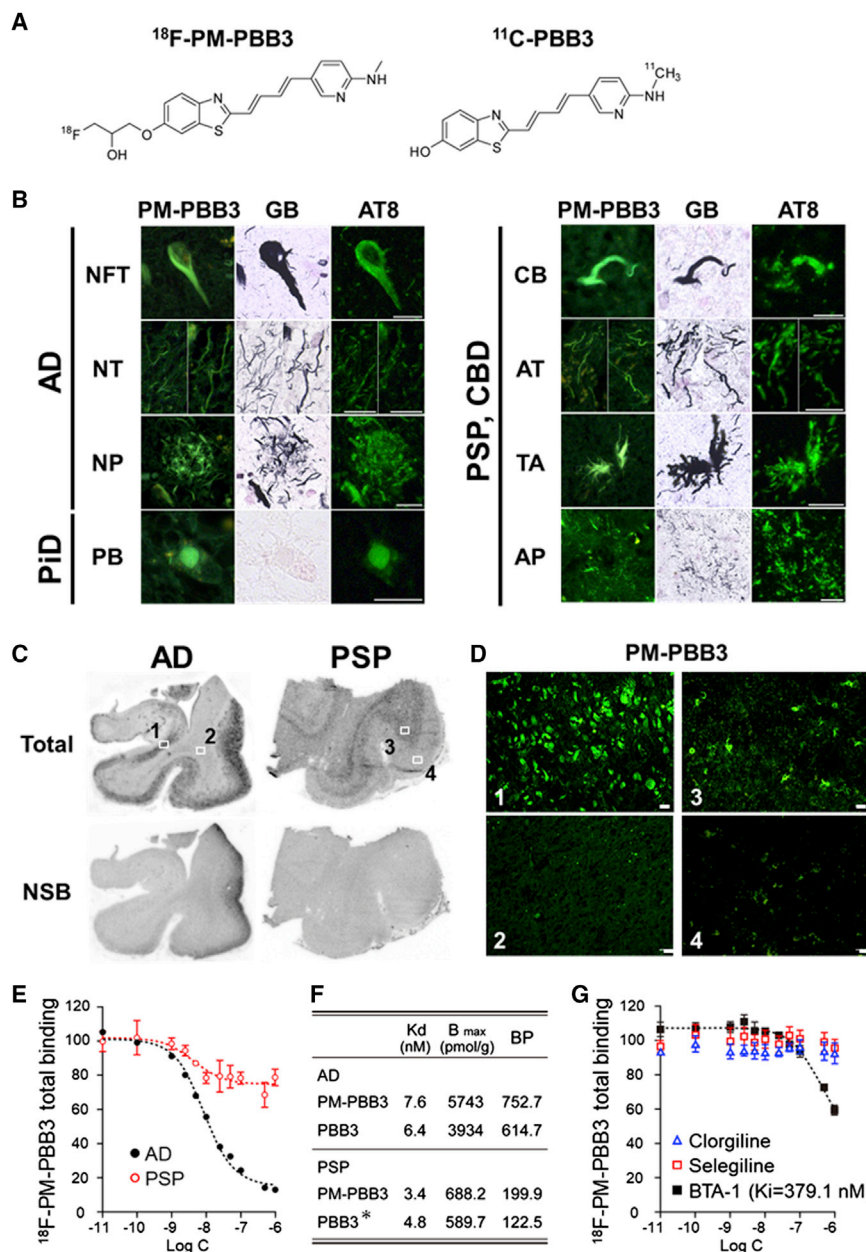 A
18F-PM-PBB3
11C-PBB3
18F
OH
O
N
S
N
NH
HO
N
S
N
NH
11CH3
B
PM-PBB3 GB AT8
AD
NFT
NT
NP
PiD
PB
PM-PBB3 GB AT8
PSP, CBD
CB
AT
TA
AP
C
AD PSP
Total
1
2
3
4
NSB
D
PM-PBB3
1
3
2
4
E
18F-PM-PBB3 total binding
120
100
80
60
40
20
0
AD
PSP
-11 -10 -9 -8 -7 -6
Log C
F
Kd (nM) B max (pmol/g) BP
AD
PM-PBB3 7.6 5743 752.7
PBB3 6.4 3934 614.7
PSP
PM-PBB3 3.4 688.2 199.9
PBB3* 4.8 589.7 122.5
G
18F-PM-PBB3 total binding
120
100
80
60
40
20
0
Clorgiline
Selegiline
BTA-1 (Ki=379.1 nM
-11 -10 -9 -8 -7 -6
Log C